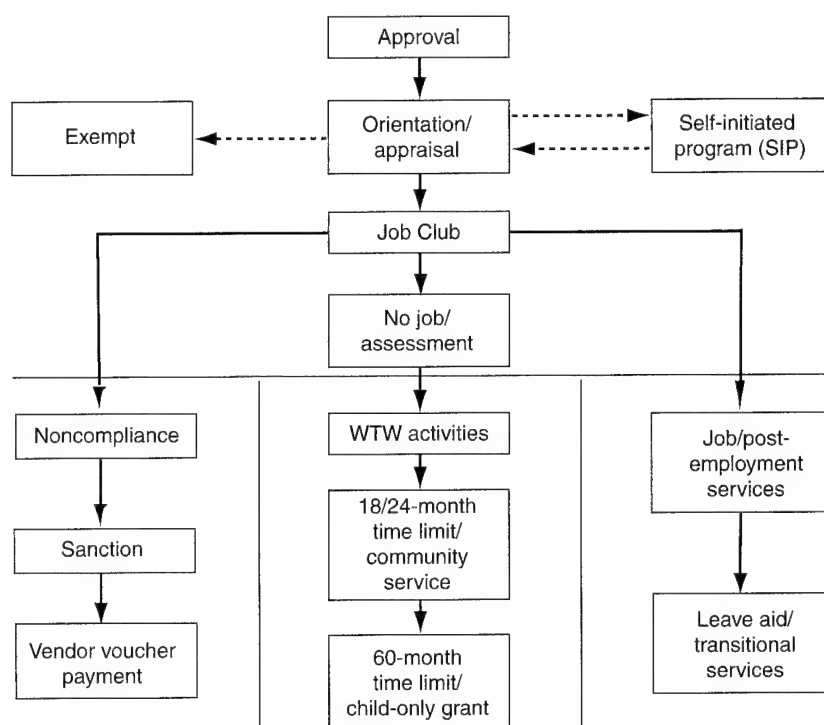 Approval
Exempt
Orientation/
appraisal
Self-initiated
program (SIP)
Job Club
No job/
assessment
Noncompliance
Sanction
Vendor voucher
payment
WTW activities
18/24-month
time limit/
community
service
60-month
time limit/
child-only grant
Job/post-
employment
services
Leave aid/
transitional
services